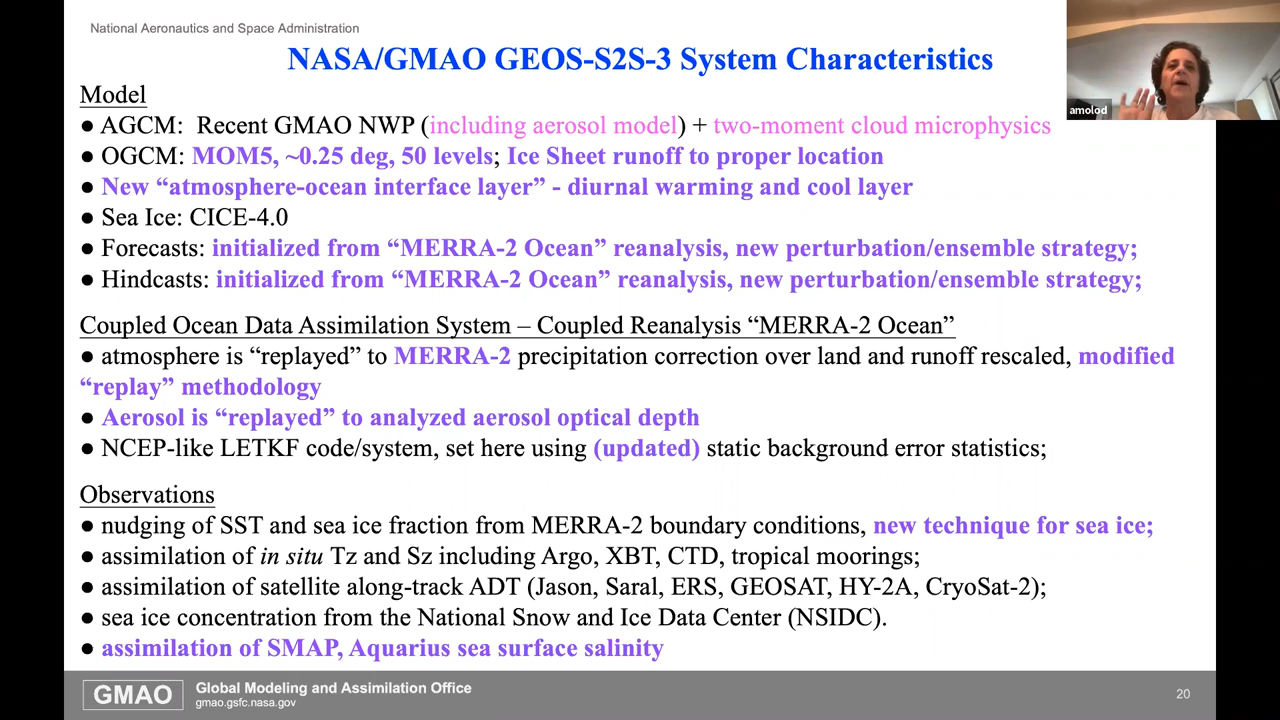 National Aeronautics and Space Administration
NASA/GMAO GEOS-S2S-3 System Characteristics
amolod
Model
● AGCM:  Recent GMAO NWP (including aerosol model) + two-moment cloud microphysics
● OGCM: MOM5, ~0.25 deg, 50 levels; Ice Sheet runoff to proper location
● New “atmosphere-ocean interface layer” - diurnal warming and cool layer
● Sea Ice: CICE-4.0
● Forecasts: initialized from “MERRA-2 Ocean” reanalysis, new perturbation/ensemble strategy;
● Hindcasts: initialized from “MERRA-2 Ocean” reanalysis, new perturbation/ensemble strategy;
Coupled Ocean Data Assimilation System – Coupled Reanalysis “MERRA-2 Ocean”
● atmosphere is “replayed” to MERRA-2 precipitation correction over land and runoff rescaled, modified
“replay” methodology
● Aerosol is “replayed” to analyzed aerosol optical depth
● NCEP-like LETKF code/system, set here using (updated) static background error statistics;
Observations
● nudging of SST and sea ice fraction from MERRA-2 boundary conditions, new technique for sea ice;
● assimilation of in situ Tz and Sz including Argo, XBT, CTD, tropical moorings;
● assimilation of satellite along-track ADT (Jason, Saral, ERS, GEOSAT, HY-2A, CryoSat-2);
● sea ice concentration from the National Snow and Ice Data Center (NSIDC).
● assimilation of SMAP, Aquarius sea surface salinity
GMAO
Global Modeling and Assimilation Office
gmao.gsfc.nasa.gov
20